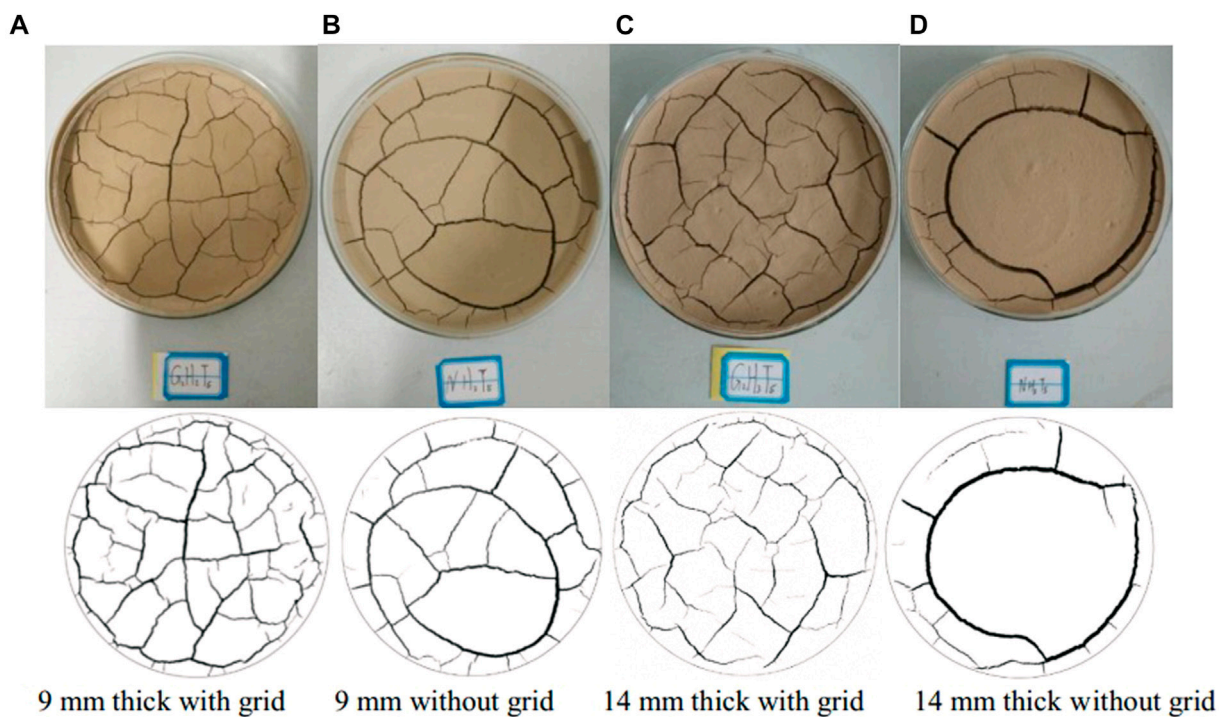 A
B
C
D
9 mm thick with grid
9 mm without grid
14 mm thick with grid
14 mm thick without grid